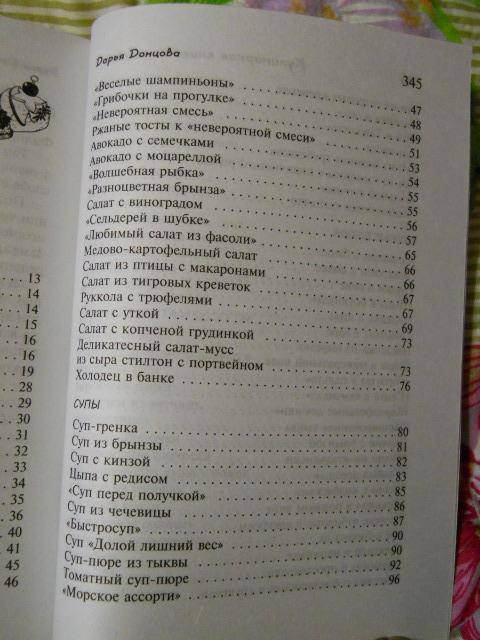 13
14
14
15
16
16
19
28
29
30
31
32
33
34
35
36
40
41
45
46
Дарья Донцова 345
«Веселые шампиньоны» 47
«Грибочки на прогулке» 48
«Невероятная смесь» 49
Ржаные тосты к «невероятной смеси» 51
Авокадо с семечками 53
Авокадо с моцареллой 54
«Волшебная рыбка» 55
«Разноцветная брынза» 55
Салат с виноградом 56
«Сельдерей в шубке» 57
«Любимый салат из фасоли» 65
Медово-картофельный салат 66
Салат из птицы с макаронами 66
Салат из тигровых креветок 67
Руккола с трюфелями 67
Салат с уткой 69
Салат с копченой грудинкой 73
Деликатесный салат-мусс
из сыра стилтон с портвейном 73
Холодец в банке 76
СУПЫ
Суп-гренка 80
Суп из брынзы 81
Суп с кинзой 82
Цыпа с редисом 83
«Суп перед получкой» 85
Суп из чечевицы 86
«Быстросуп» 87
Суп «Долой лишний вес» 90
Суп-пюре из тыквы 90
Томатный суп-пюре 92
«Морское ассорти» 96